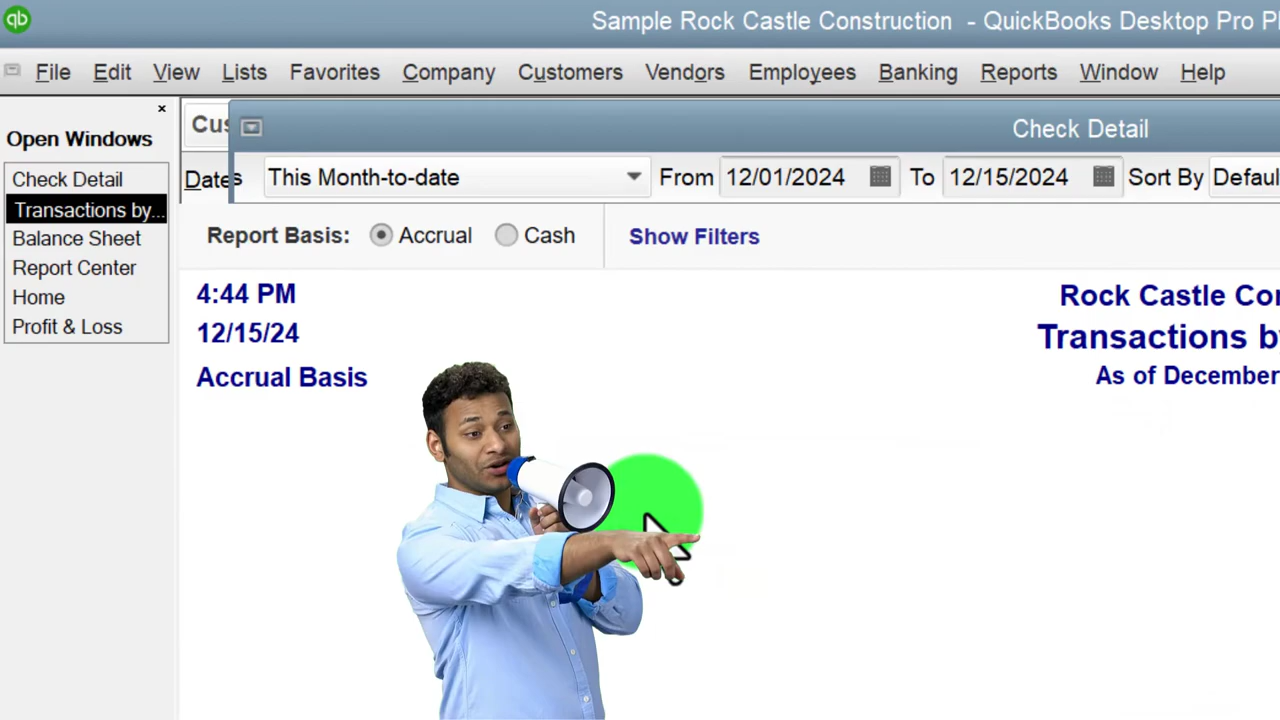 qb
Sample Rock Castle Construction - QuickBooks Desktop Pro Pl
File Edit View Lists Favorites Company Customers Vendors Employees Banking Reports Window Help
Open Windows
Check Detail
Transactions by...
Balance Sheet
Report Center
Home
Profit & Loss
Cus
Check Detail
Dates This Month-to-date From 12/01/2024 To 12/15/2024 Sort By Defaul
Report Basis: Accrual Cash Show Filters
4:44 PM
12/15/24
Accrual Basis
Rock Castle Con
Transactions by
As of December